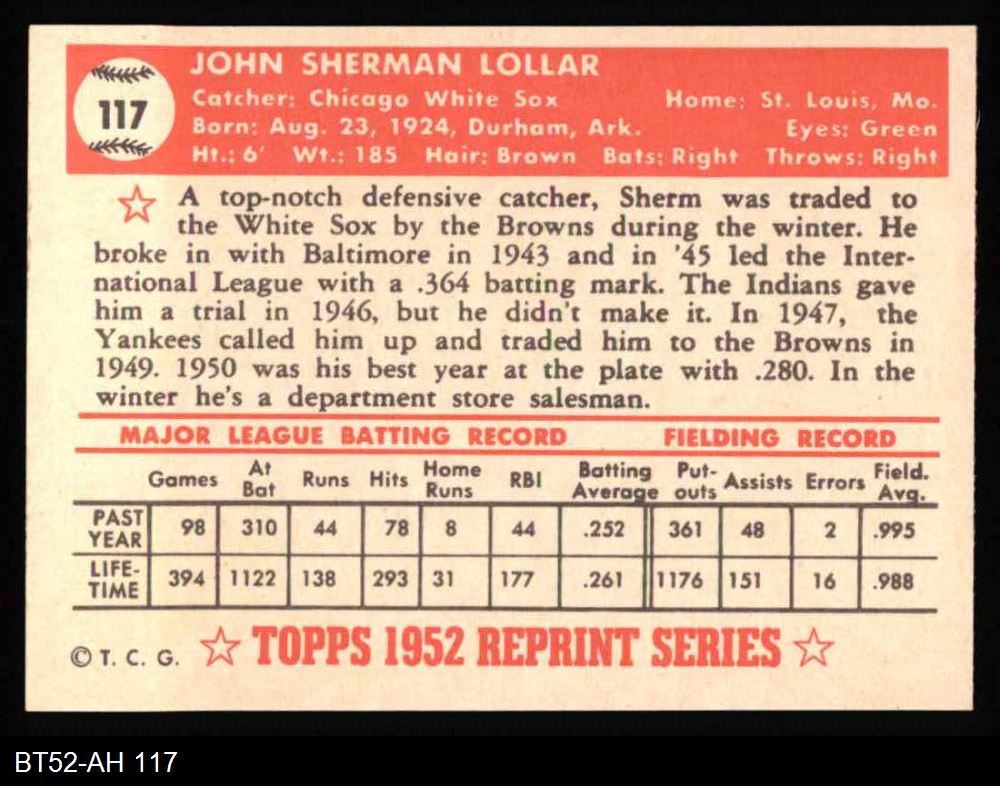 117
JOHN SHERMAN LOLLAR
Catcher: Chicago White Sox Home: St. Louis, Mo.
Born: Aug. 23, 1924, Durham, Ark. Eyes: Green
Ht.: 6' Wt.: 185 Hair: Brown Bats: Right Throws: Right
A top-notch defensive catcher, Sherm was traded to
the White Sox by the Browns during the winter. He
broke in with Baltimore in 1943 and in '45 led the Inter-
national League with a .364 batting mark. The Indians gave
him a trial in 1946, but he didn't make it. In 1947, the
Yankees called him up and traded him to the Browns in
1949. 1950 was his best year at the plate with .280. In the
winter he's a department store salesman.
MAJOR LEAGUE BATTING RECORD FIELDING RECORD
Games At Bat Runs Hits Home Runs RBI Batting Average Put-outs Assists Errors Field. Avg.
PAST YEAR 98 310 44 78 8 44 .252 361 48 2 .995
LIFE-TIME 394 1122 138 293 31 177 .261 1176 151 16 .988
© T. C. G. TOPPS 1952 REPRINT SERIES
BT52-AH 117